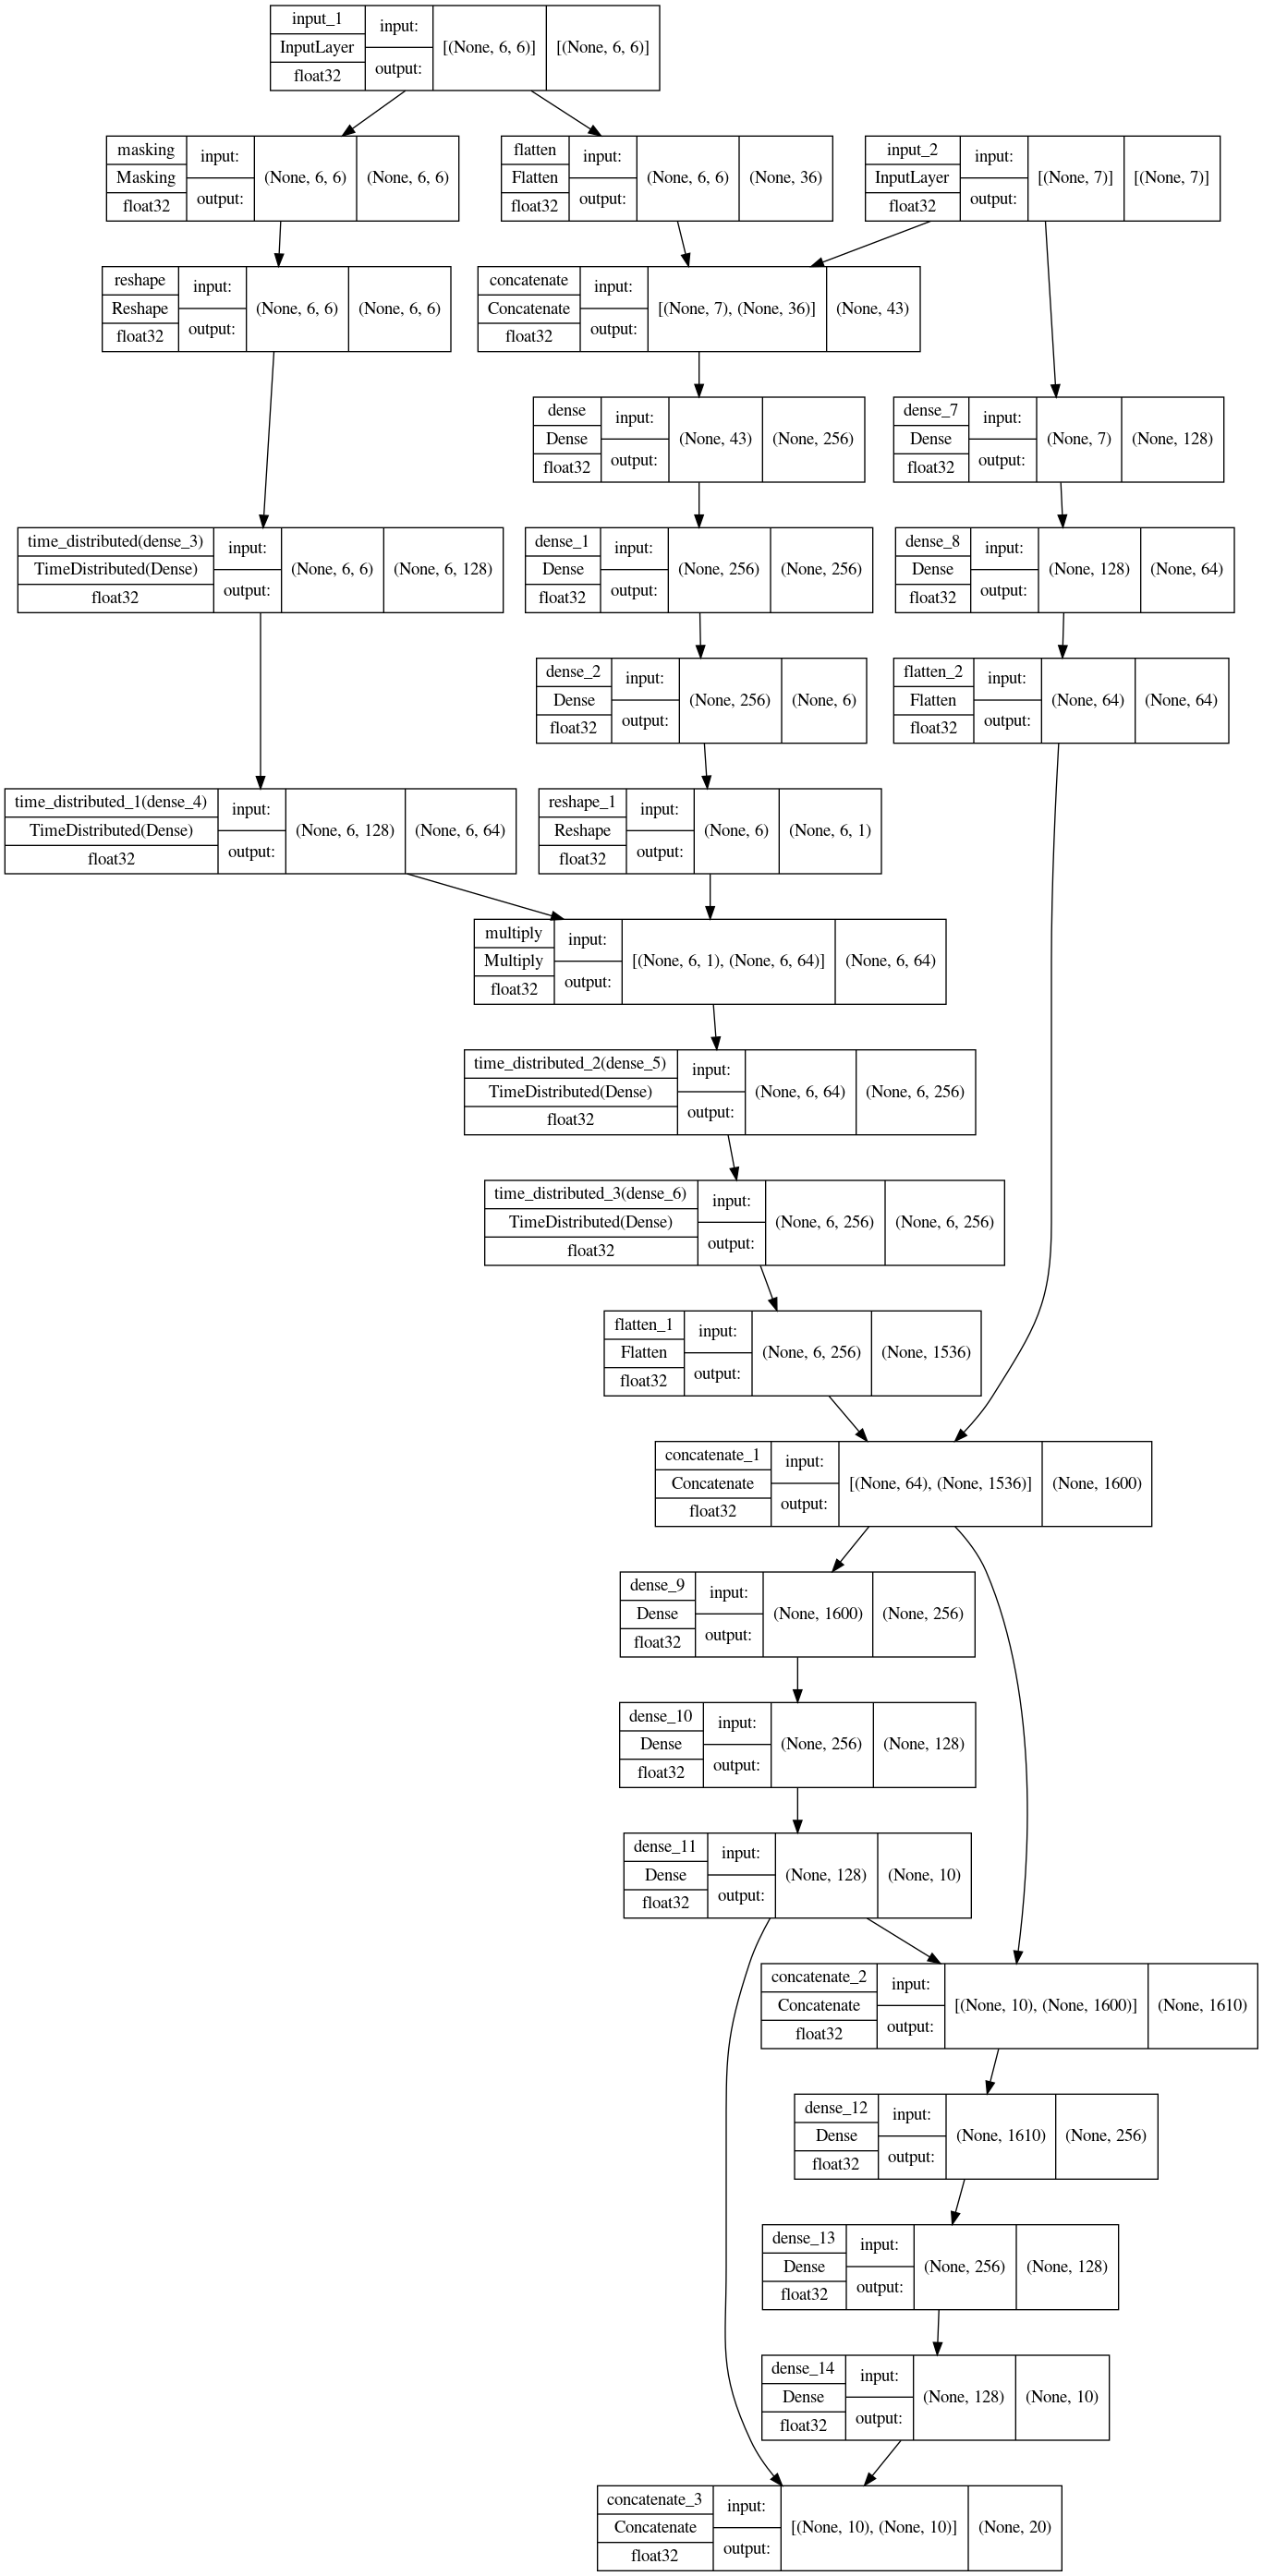 input_1
InputLayer
float32
input:
output:
[(None, 6, 6)]
[(None, 6, 6)]
masking
Masking
float32
input:
output:
(None, 6, 6)
(None, 6, 6)
flatten
Flatten
float32
input:
output:
(None, 6, 6)
(None, 36)
input_2
InputLayer
float32
input:
output:
[(None, 7)]
[(None, 7)]
reshape
Reshape
float32
input:
output:
(None, 6, 6)
(None, 6, 6)
concatenate
Concatenate
float32
input:
output:
[(None, 7), (None, 36)]
(None, 43)
dense
Dense
float32
input:
output:
(None, 43)
(None, 256)
dense_7
Dense
float32
input:
output:
(None, 7)
(None, 128)
time_distributed(dense_3)
TimeDistributed(Dense)
float32
input:
output:
(None, 6, 6)
(None, 6, 128)
dense_1
Dense
float32
input:
output:
(None, 256)
(None, 256)
dense_8
Dense
float32
input:
output:
(None, 128)
(None, 64)
dense_2
Dense
float32
input:
output:
(None, 256)
(None, 6)
flatten_2
Flatten
float32
input:
output:
(None, 64)
(None, 64)
time_distributed_1(dense_4)
TimeDistributed(Dense)
float32
input:
output:
(None, 6, 128)
(None, 6, 64)
reshape_1
Reshape
float32
input:
output:
(None, 6)
(None, 6, 1)
multiply
Multiply
float32
input:
output:
[(None, 6, 1), (None, 6, 64)]
(None, 6, 64)
time_distributed_2(dense_5)
TimeDistributed(Dense)
float32
input:
output:
(None, 6, 64)
(None, 6, 256)
time_distributed_3(dense_6)
TimeDistributed(Dense)
float32
input:
output:
(None, 6, 256)
(None, 6, 256)
flatten_1
Flatten
float32
input:
output:
(None, 6, 256)
(None, 1536)
concatenate_1
Concatenate
float32
input:
output:
[(None, 64), (None, 1536)]
(None, 1600)
dense_9
Dense
float32
input:
output:
(None, 1600)
(None, 256)
dense_10
Dense
float32
input:
output:
(None, 256)
(None, 128)
dense_11
Dense
float32
input:
output:
(None, 128)
(None, 10)
concatenate_2
Concatenate
float32
input:
output:
[(None, 10), (None, 1600)]
(None, 1610)
dense_12
Dense
float32
input:
output:
(None, 1610)
(None, 256)
dense_13
Dense
float32
input:
output:
(None, 256)
(None, 128)
dense_14
Dense
float32
input:
output:
(None, 128)
(None, 10)
concatenate_3
Concatenate
float32
input:
output:
[(None, 10), (None, 10)]
(None, 20)